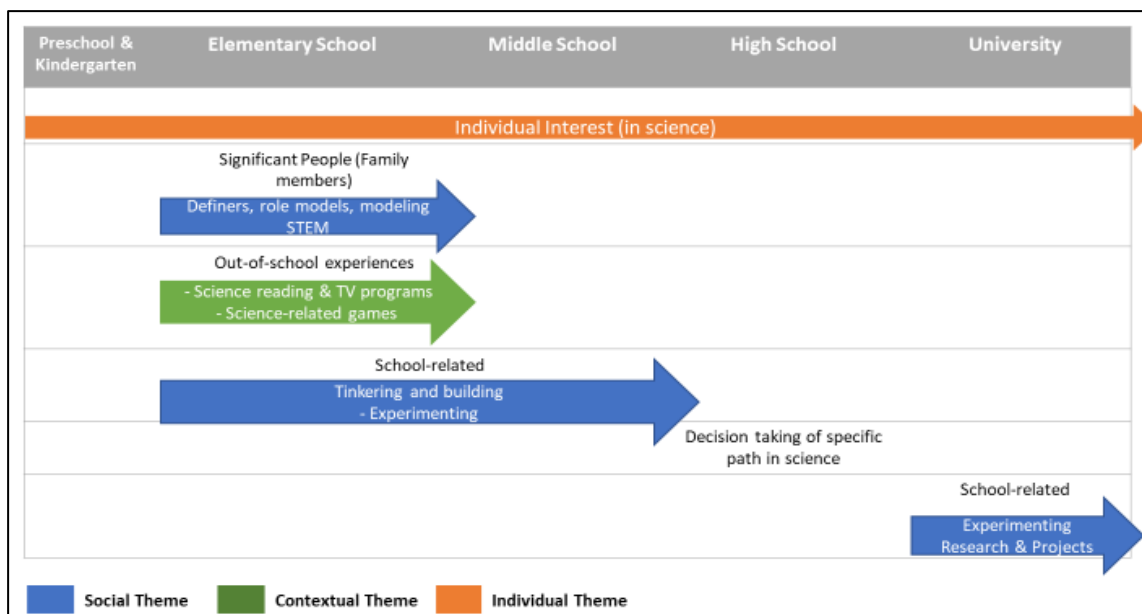 Preschool & Kindergarten
Elementary School
Middle School
High School
University
Individual Interest (in science)
Significant People (Family
members)
Definers, role models, modeling
STEM
Out-of-school experiences
- Science reading & TV programs
- Science-related games
School-related
Tinkering and building
- Experimenting
Decision taking of specific
path in science
School-related
Experimenting
Research & Projects
Social Theme
Contextual Theme
Individual Theme